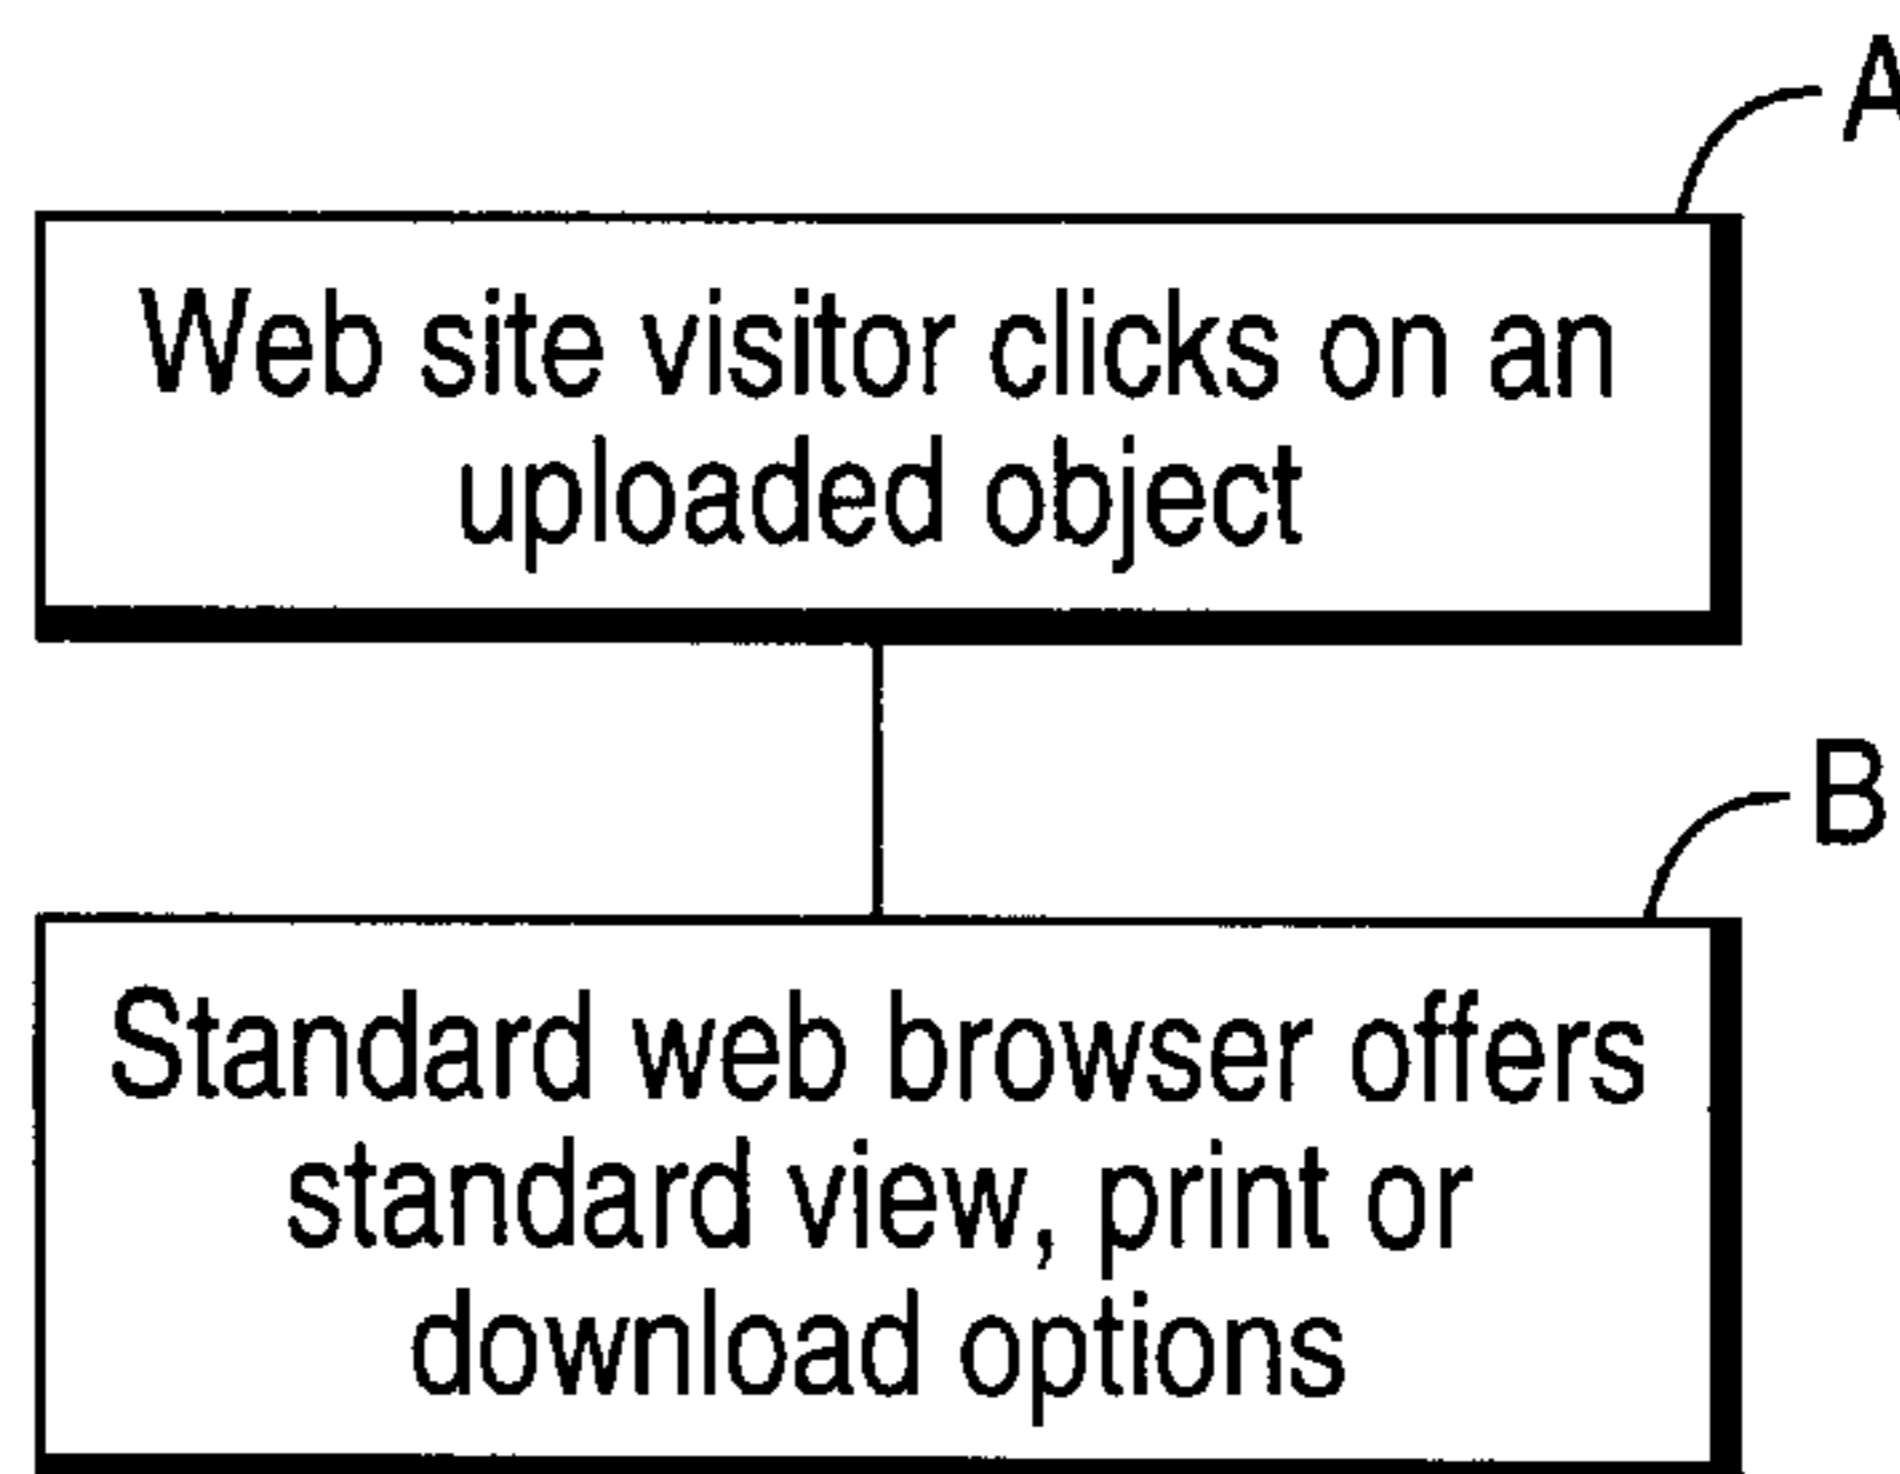 A
Web site visitor clicks on an
uploaded object
B
Standard web browser offers
standard view, print or
download options